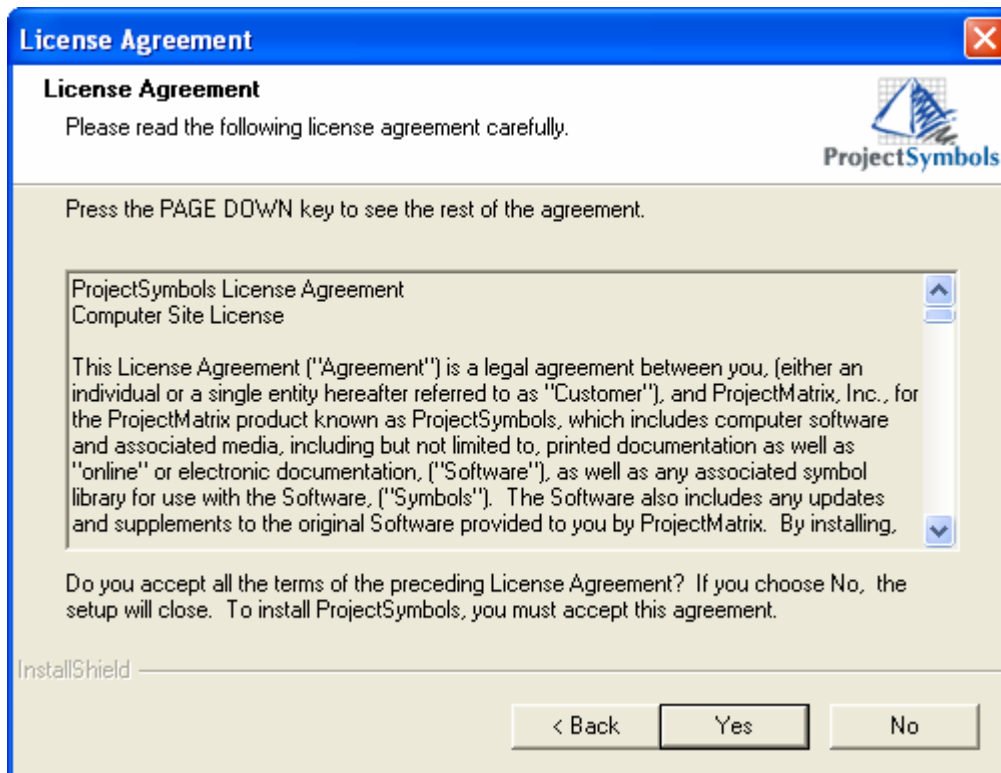 License Agreement
License Agreement
Please read the following license agreement carefully.
ProjectSymbols
Press the PAGE DOWN key to see the rest of the agreement.
ProjectSymbols License Agreement
Computer Site License
This License Agreement ("Agreement") is a legal agreement between you, (either an
individual or a single entity hereafter referred to as "Customer"), and ProjectMatrix, Inc., for
the ProjectMatrix product known as ProjectSymbols, which includes computer software
and associated media, including but not limited to, printed documentation as well as
"online" or electronic documentation, ("Software"), as well as any associated symbol
library for use with the Software, ("Symbols").  The Software also includes any updates
and supplements to the original Software provided to you by ProjectMatrix.  By installing,
Do you accept all the terms of the preceding License Agreement?  If you choose No,  the
setup will close.  To install ProjectSymbols, you must accept this agreement.
InstallShield
< Back
Yes
No